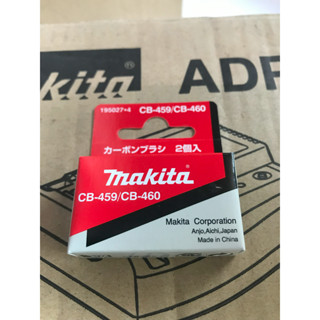 kita ADF
195027-4 CB-459/CB-460
カーボンブラシ 2個入
makita
CB-459/CB-460
Makita Corporation
Anjo,Aichi,Japan
Made in China